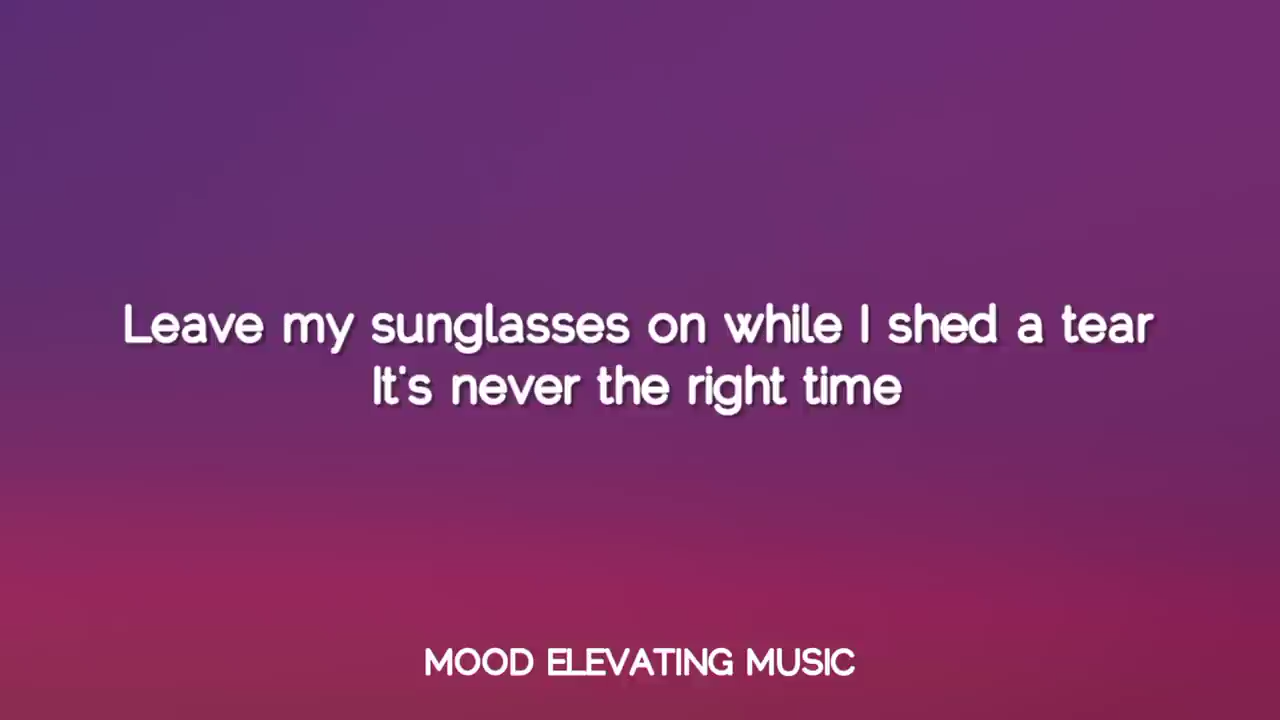 Leave my sunglasses on while I shed a tear
It's never the right time
MOOD ELEVATING MUSIC